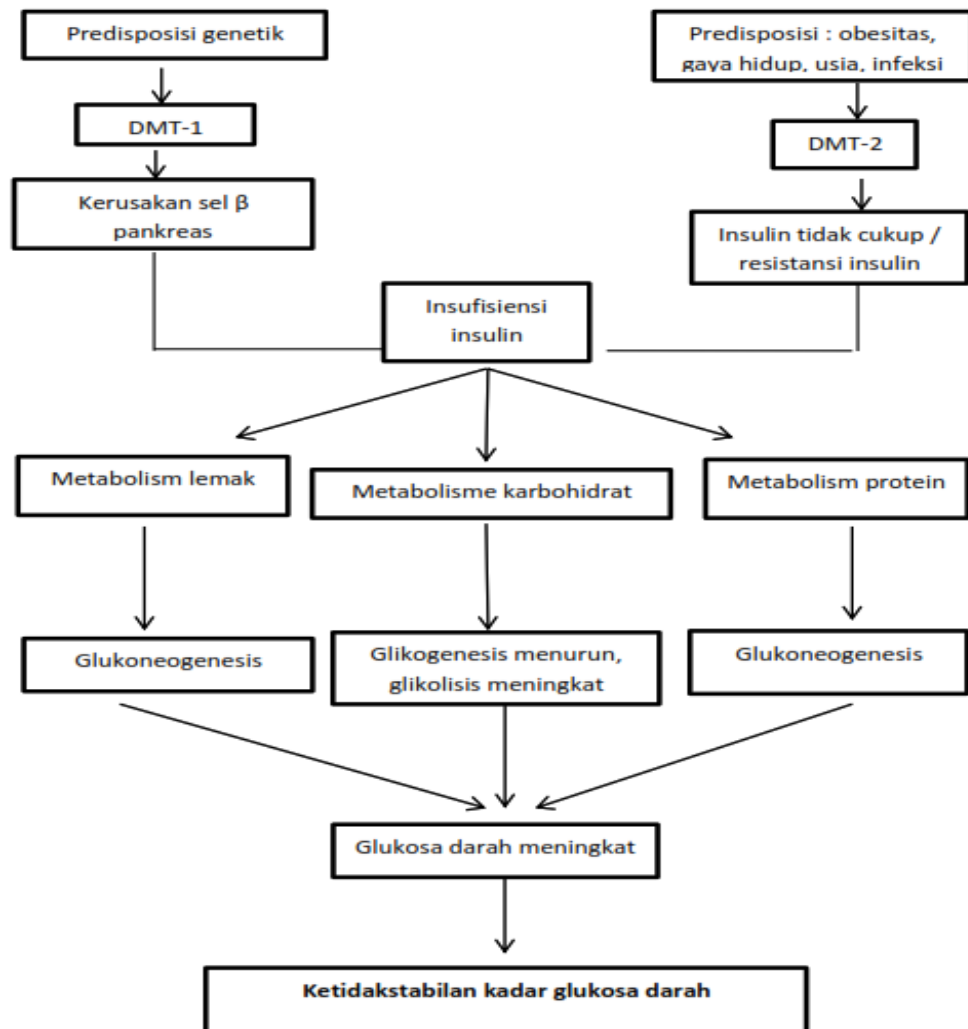 Predisposisi genetik
Predisposisi : obesitas,
gaya hidup, usia, infeksi
DMT-1
DMT-2
Kerusakan sel β
pankreas
Insulin tidak cukup /
resistansi insulin
Insufisiensi
insulin
Metabolism lemak
Metabolisme karbohidrat
Metabolism protein
Glukoneogenesis
Glikogenesis menurun,
glikolisis meningkat
Glukoneogenesis
Glukosa darah meningkat
Ketidakstabilan kadar glukosa darah